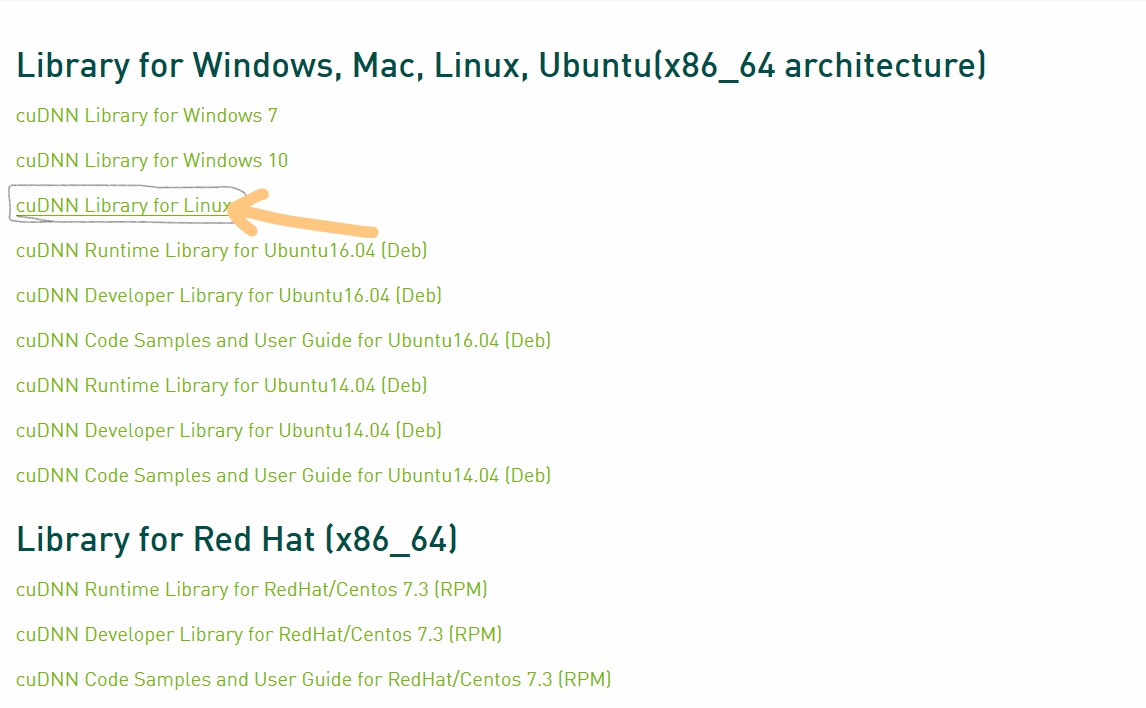 Library for Windows, Mac, Linux, Ubuntu(x86_64 architecture)
cuDNN Library for Windows 7
cuDNN Library for Windows 10
cuDNN Library for Linux
cuDNN Runtime Library for Ubuntu16.04 (Deb)
cuDNN Developer Library for Ubuntu16.04 (Deb)
cuDNN Code Samples and User Guide for Ubuntu16.04 (Deb)
cuDNN Runtime Library for Ubuntu14.04 (Deb)
cuDNN Developer Library for Ubuntu14.04 (Deb)
cuDNN Code Samples and User Guide for Ubuntu14.04 (Deb)
Library for Red Hat (x86_64)
cuDNN Runtime Library for RedHat/Centos 7.3 (RPM)
cuDNN Developer Library for RedHat/Centos 7.3 (RPM)
cuDNN Code Samples and User Guide for RedHat/Centos 7.3 (RPM)